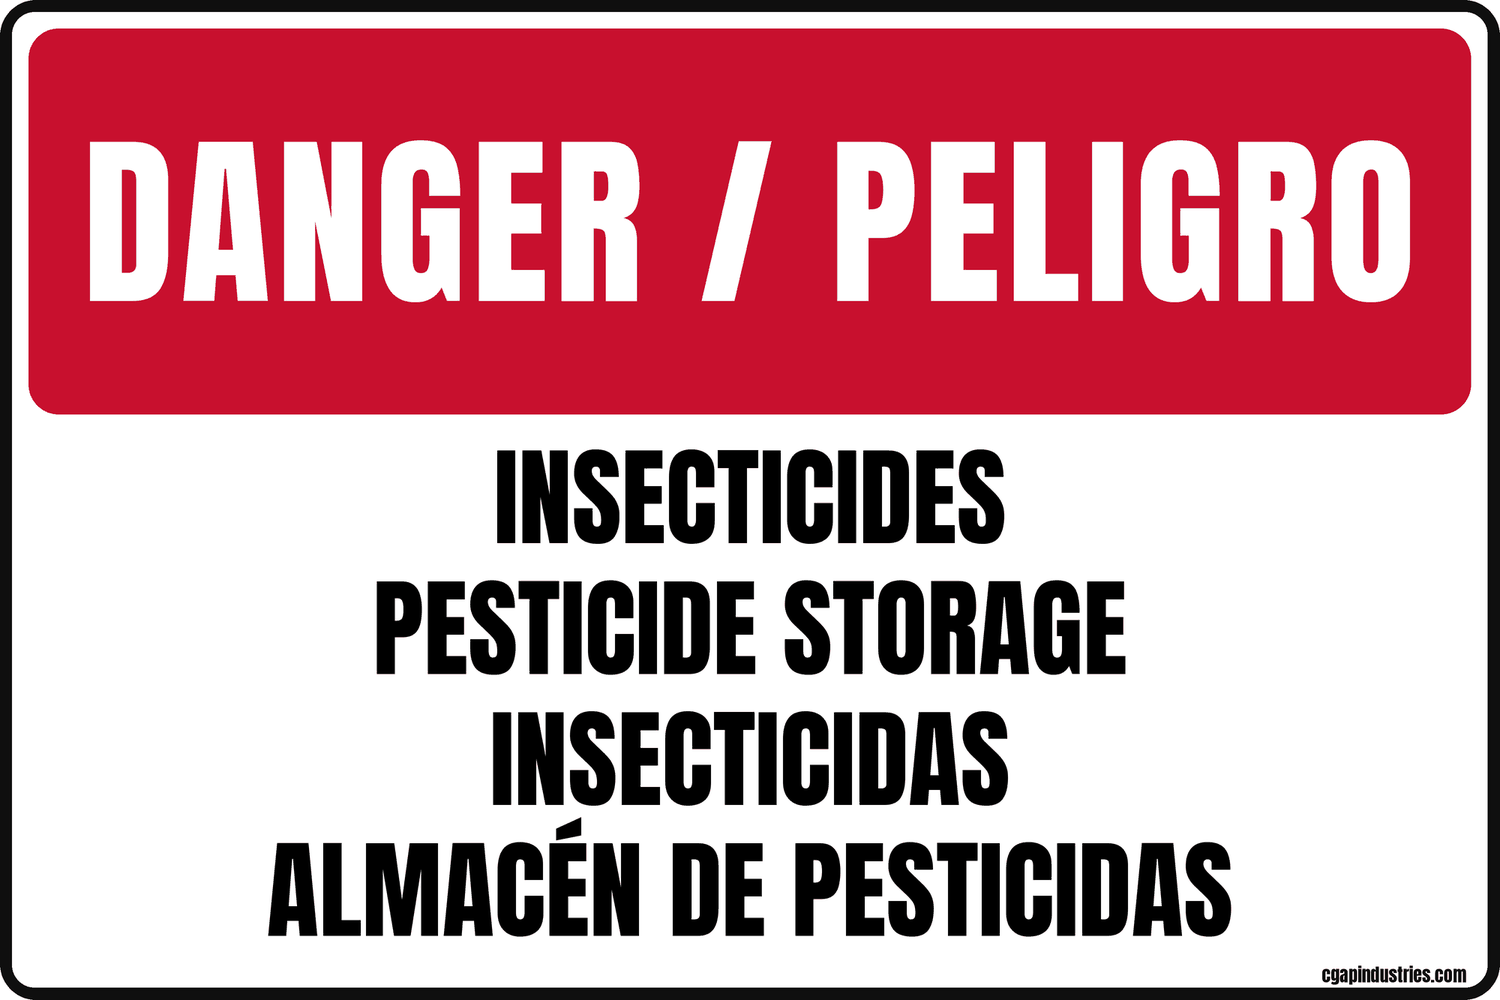 DANGER / PELIGRO
INSECTICIDES
PESTICIDE STORAGE
INSECTICIDAS
ALMACÉN DE PESTICIDAS
cgapindustries.com